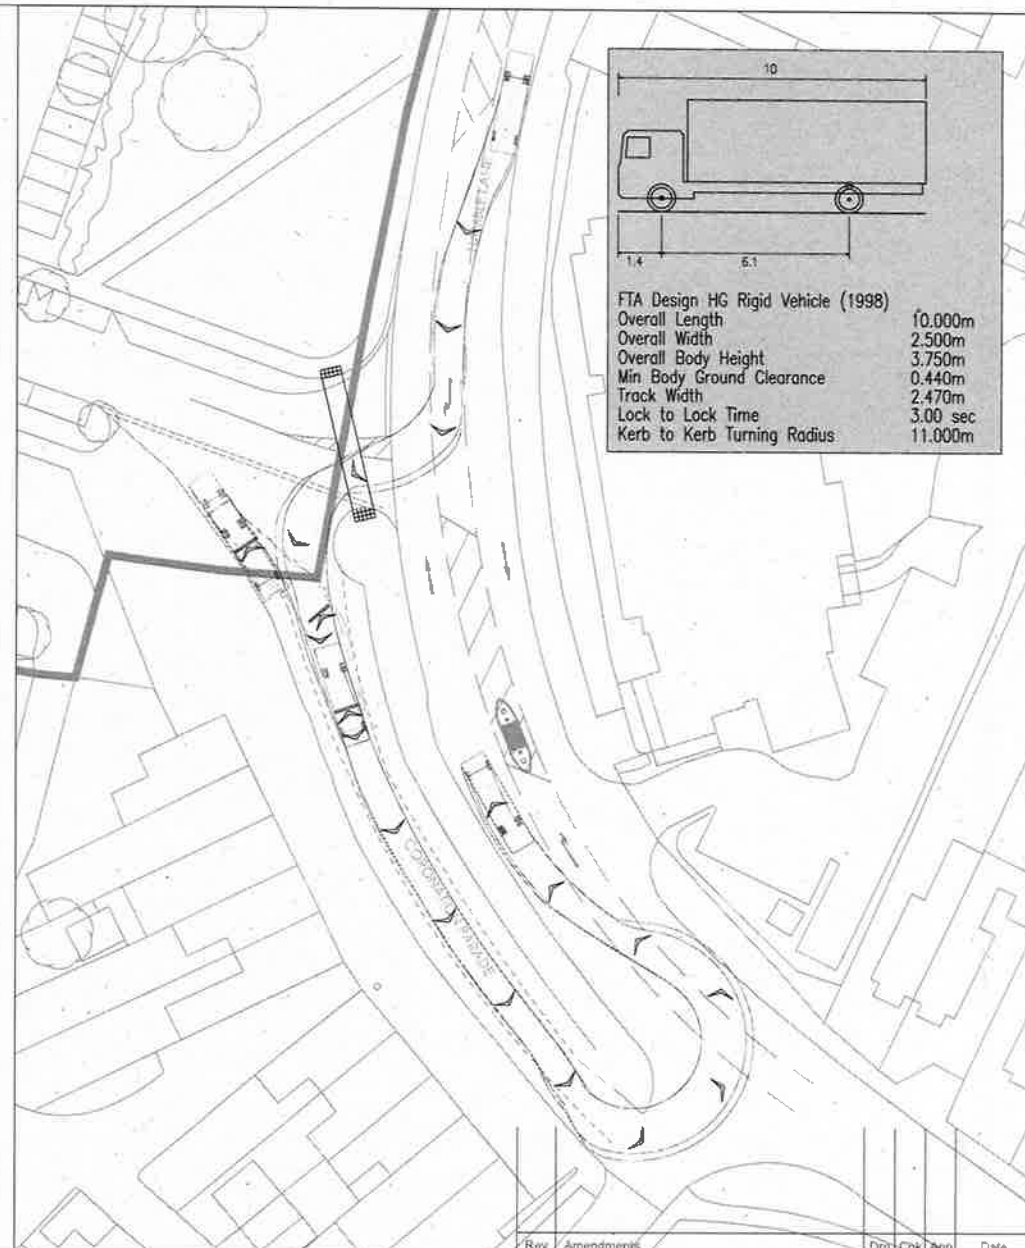 10
1.4
6.1
FTA Design HG Rigid Vehicle (1998)
Overall Length 10.000m
Overall Width 2.500m
Overall Body Height 3.750m
Min Body Ground Clearance 0.440m
Track Width 2.470m
Lock to Lock Time 3.00 sec
Kerb to Kerb Turning Radius 11.000m
CORONATION PARADE
Rev Amendments Drn Chk App Date